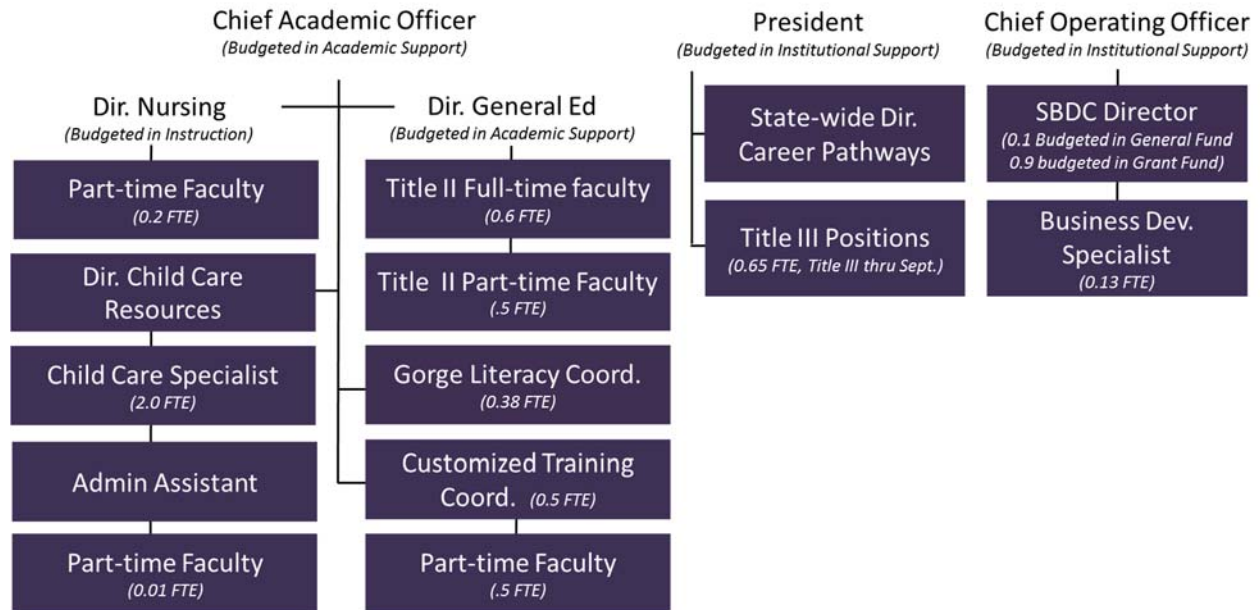 Chief Academic Officer
(Budgeted in Academic Support)
Dir. Nursing
(Budgeted in Instruction)
Part-time Faculty
(0.2 FTE)
Dir. Child Care
Resources
Child Care Specialist
(2.0 FTE)
Admin Assistant
Part-time Faculty
(0.01 FTE)
Dir. General Ed
(Budgeted in Academic Support)
Title II Full-time faculty
(0.6 FTE)
Title II Part-time Faculty
(.5 FTE)
Gorge Literacy Coord.
(0.38 FTE)
Customized Training
Coord. (0.5 FTE)
Part-time Faculty
(.5 FTE)
President
(Budgeted in Institutional Support)
State-wide Dir.
Career Pathways
Title III Positions
(0.65 FTE, Title III thru Sept.)
Chief Operating Officer
(Budgeted in Institutional Support)
SBDC Director
(0.1 Budgeted in General Fund
0.9 budgeted in Grant Fund)
Business Dev.
Specialist
(0.13 FTE)